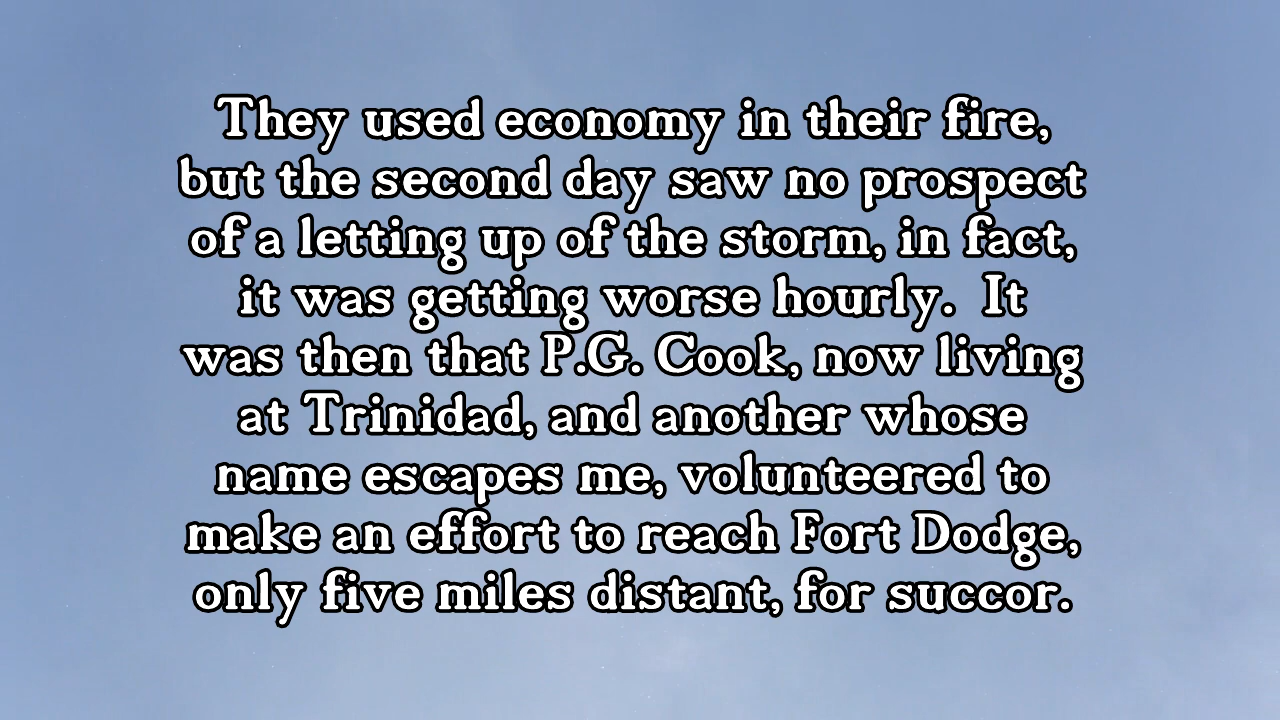 They used economy in their fire,
but the second day saw no prospect
of a letting up of the storm, in fact,
it was getting worse hourly.  It
was then that P.G. Cook, now living
at Trinidad, and another whose
name escapes me, volunteered to
make an effort to reach Fort Dodge,
only five miles distant, for succor.